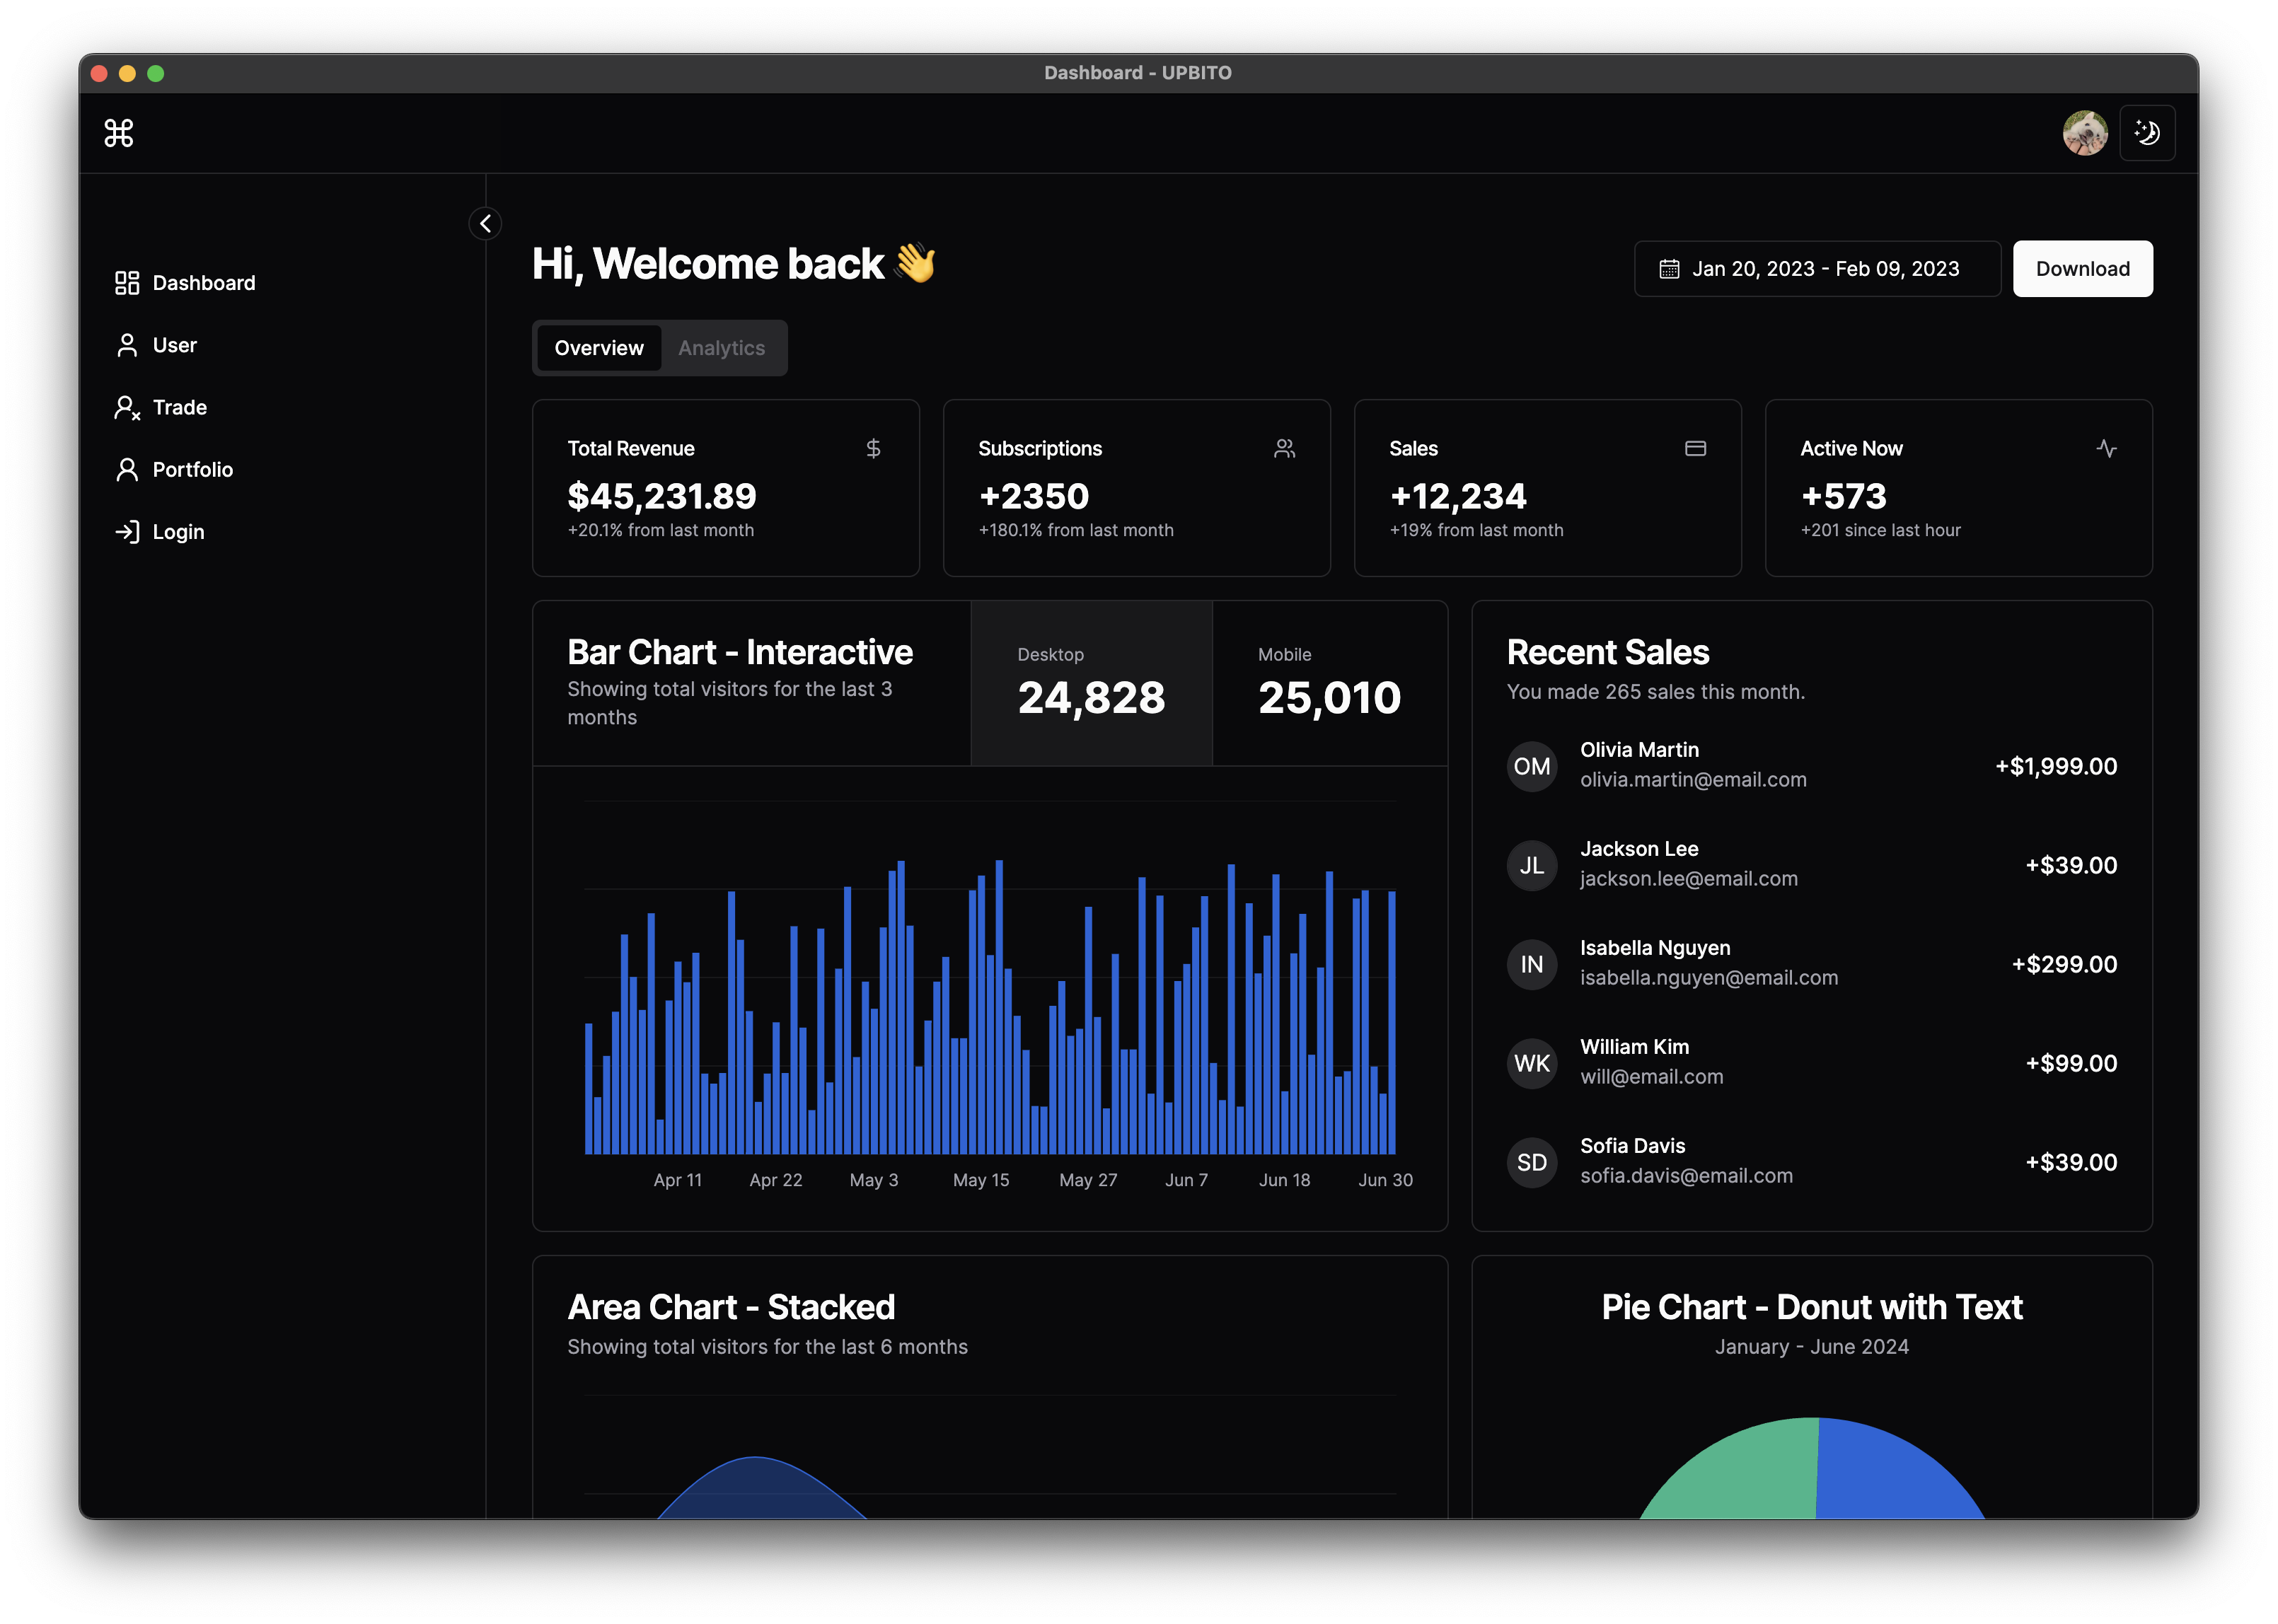 Dashboard - UPBITO
Dashboard
User
Trade
Portfolio
Login
Hi, Welcome back 👋
Jan 20, 2023 - Feb 09, 2023
Download
Overview
Analytics
Total Revenue
$45,231.89
+20.1% from last month
Subscriptions
+2350
+180.1% from last month
Sales
+12,234
+19% from last month
Active Now
+573
+201 since last hour
Bar Chart - Interactive
Showing total visitors for the last 3
months
Desktop
24,828
Mobile
25,010
Apr 11
Apr 22
May 3
May 15
May 27
Jun 7
Jun 18
Jun 30
Recent Sales
You made 265 sales this month.
OM
Olivia Martin
olivia.martin@email.com
+$1,999.00
JL
Jackson Lee
jackson.lee@email.com
+$39.00
IN
Isabella Nguyen
isabella.nguyen@email.com
+$299.00
WK
William Kim
will@email.com
+$99.00
SD
Sofia Davis
sofia.davis@email.com
+$39.00
Area Chart - Stacked
Showing total visitors for the last 6 months
Pie Chart - Donut with Text
January - June 2024